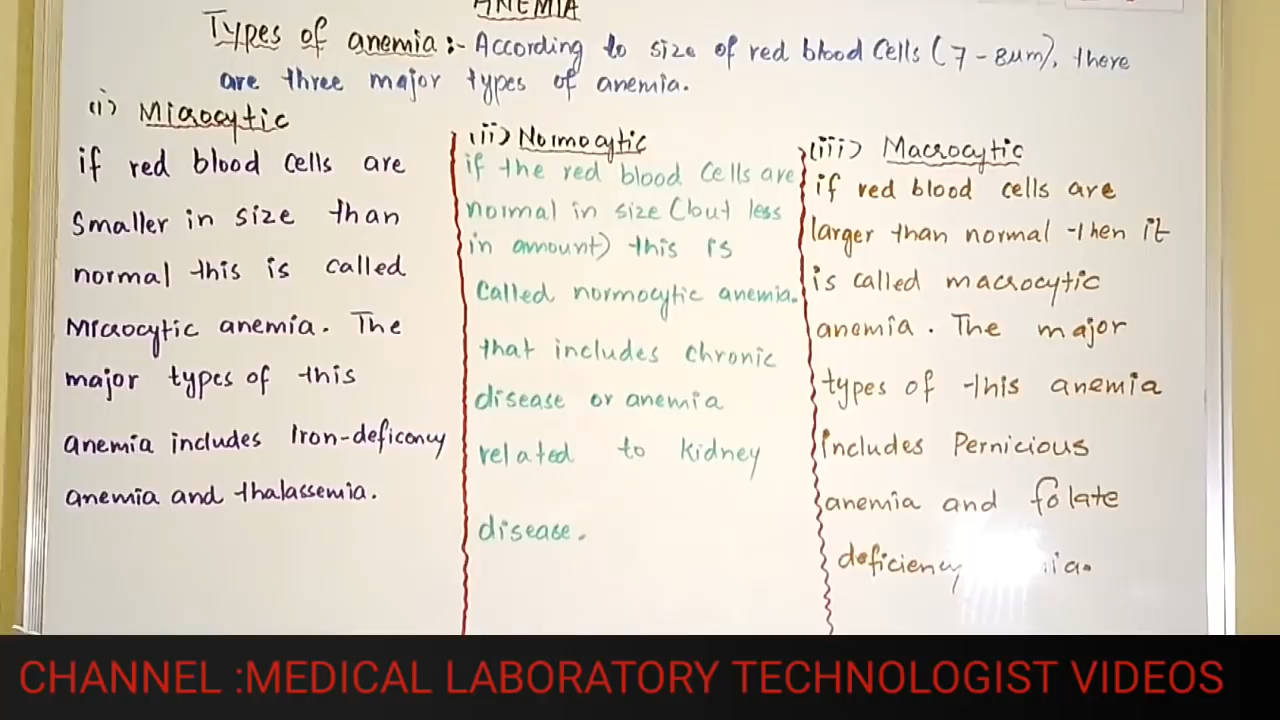 ANEMIA
Types of anemia :- According to size of red blood cells (7-8um), there
are three major types of anemia.
(i) Microcytic
if red blood cells are
Smaller in size than
normal this is called
Microcytic anemia. The
major types of this
anemia includes Iron-deficency
anemia and thalassemia.
(ii) Normocytic
if the red blood cells are
normal in size (but less
in amount) this is
called normocytic anemia.
that includes chronic
disease or anemia
related to kidney
disease.
(iii) Macrocytic
if red blood cells are
larger than normal then it
is called macrocytic
anemia. The major
types of this anemia
includes Pernicious
anemia and folate
deficiency
CHANNEL :MEDICAL LABORATORY TECHNOLOGIST VIDEOS